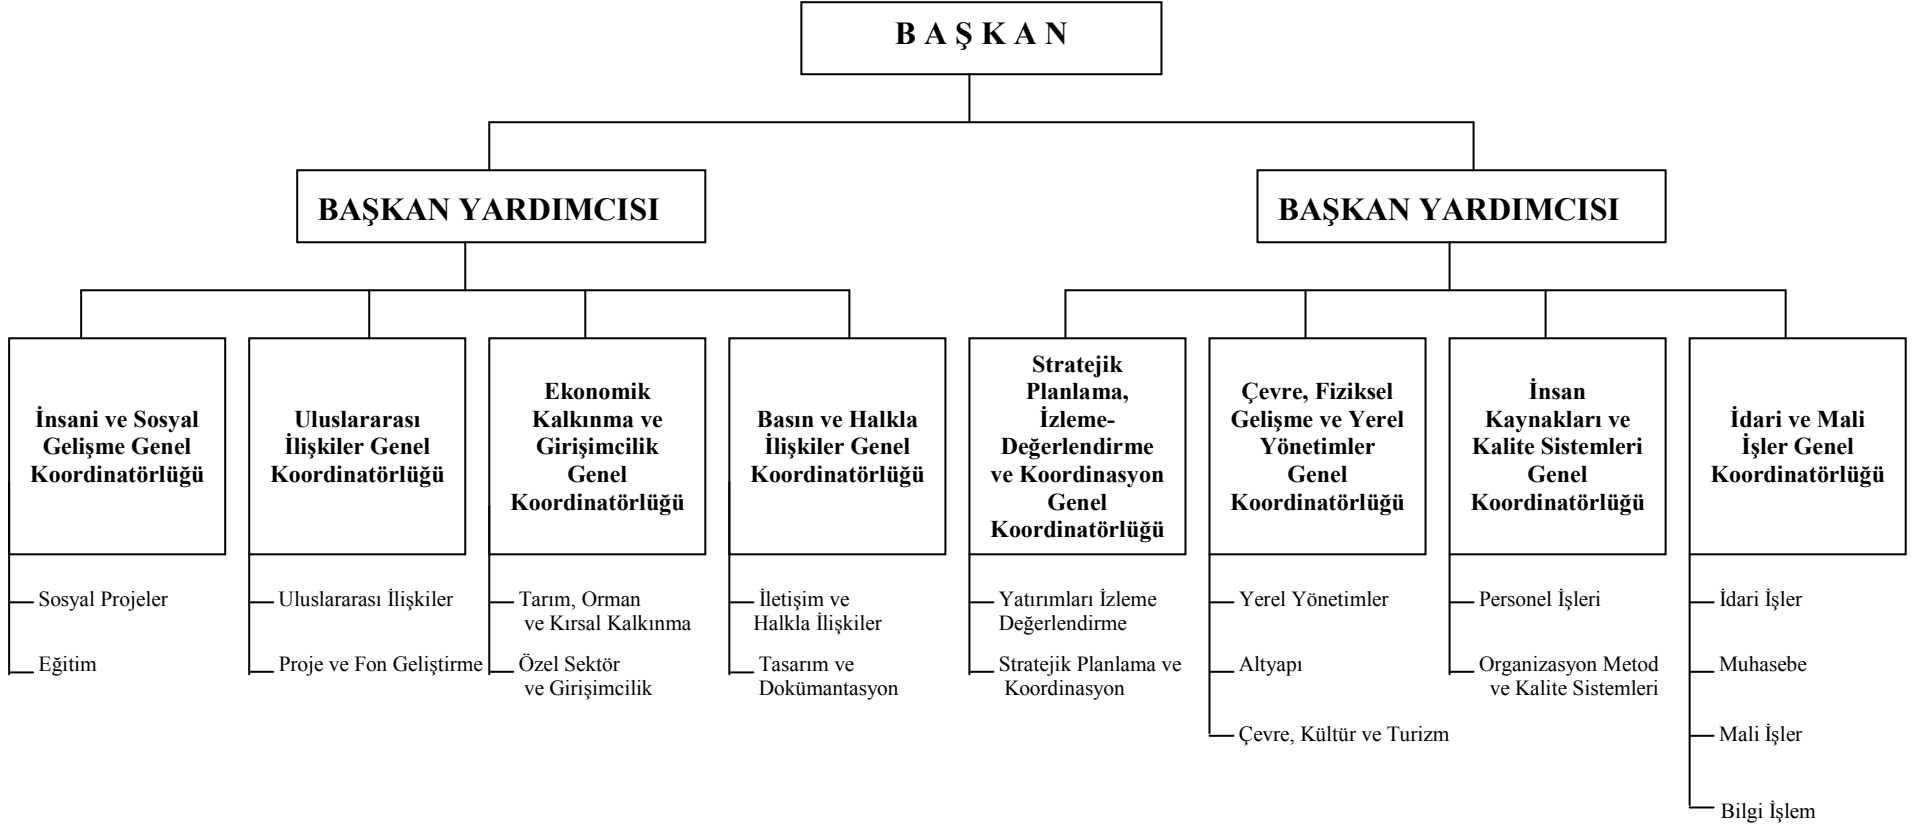 B A Ş K A N
BAŞKAN YARDIMCISI
BAŞKAN YARDIMCISI
İnsani ve Sosyal
Gelişme Genel
Koordinatörlüğü
Sosyal Projeler
Eğitim
Uluslararası
İlişkiler Genel
Koordinatörlüğü
Uluslararası İlişkiler
Proje ve Fon Geliştirme
Ekonomik
Kalkınma ve
Girişimcilik
Genel
Koordinatörlüğü
Tarım, Orman
ve Kırsal Kalkınma
Özel Sektör
ve Girişimcilik
Basın ve Halkla
İlişkiler Genel
Koordinatörlüğü
İletişim ve
Halkla İlişkiler
Tasarım ve
Dokümantasyon
Stratejik
Planlama,
İzleme-
Değerlendirme
ve Koordinasyon
Genel
Koordinatörlüğü
Yatırımları İzleme
Değerlendirme
Stratejik Planlama ve
Koordinasyon
Çevre, Fiziksel
Gelişme ve Yerel
Yönetimler
Genel
Koordinatörlüğü
Yerel Yönetimler
Altyapı
Çevre, Kültür ve Turizm
İnsan
Kaynakları ve
Kalite Sistemleri
Genel
Koordinatörlüğü
Personel İşleri
Organizasyon Metod
ve Kalite Sistemleri
İdari ve Mali
İşler Genel
Koordinatörlüğü
İdari İşler
Muhasebe
Mali İşler
Bilgi İşlem